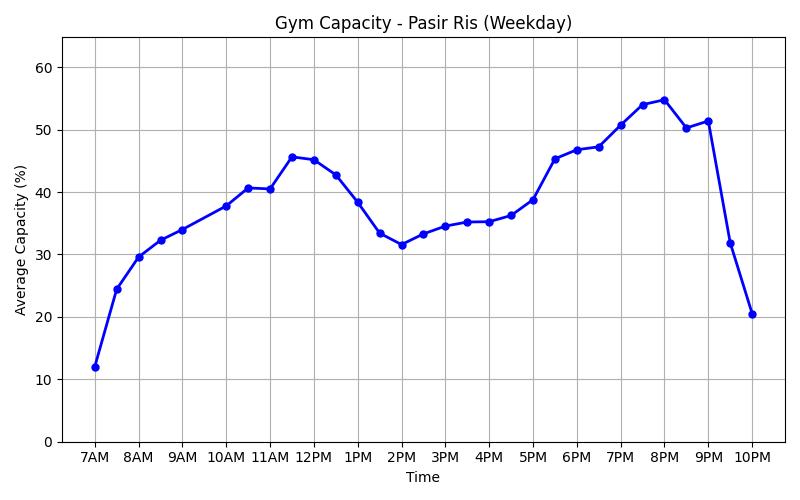 Gym Capacity - Pasir Ris (Weekday)
Average Capacity (%)
60
50
40
30
20
10
0
7AM 8AM 9AM 10AM 11AM 12PM 1PM 2PM 3PM 4PM 5PM 6PM 7PM 8PM 9PM 10PM
Time